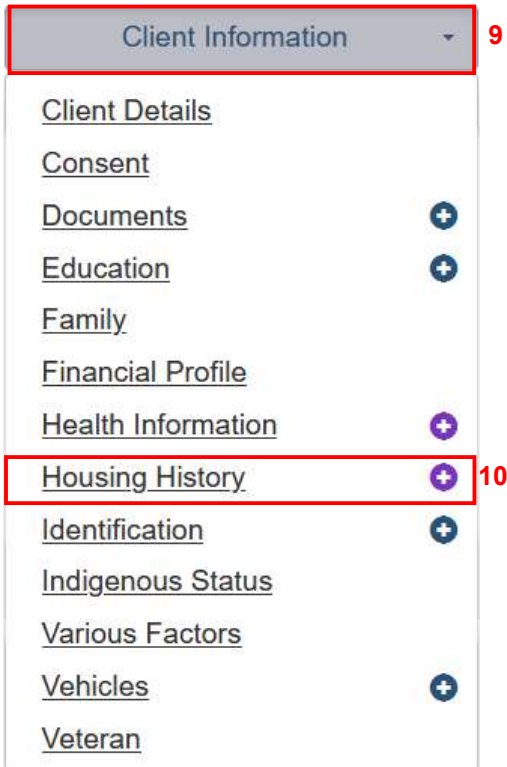 Client Information 9
Client Details
Consent
Documents
Education
Family
Financial Profile
Health Information
Housing History 10
Identification
Indigenous Status
Various Factors
Vehicles
Veteran